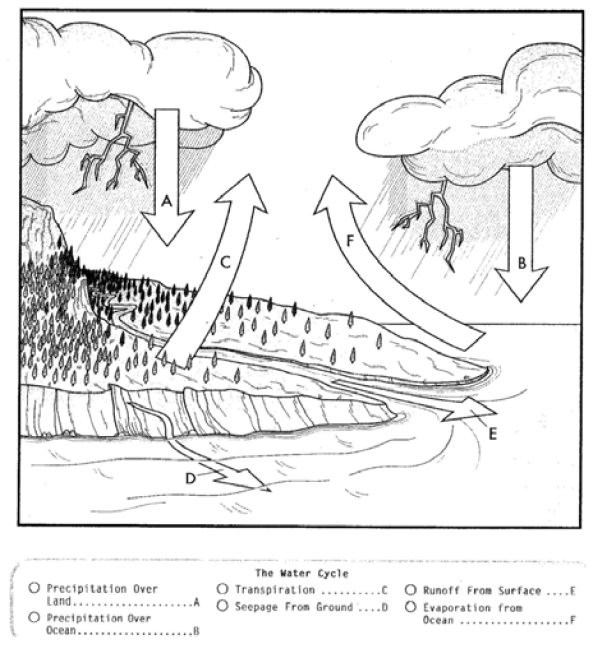 A
C
F
B
E
D
The Water Cycle
Precipitation Over
Land....................A
Precipitation Over
Ocean...................B
Transpiration ..........C
Seepage From Ground ....D
Runoff From Surface ....E
Evaporation from
Ocean ..................F